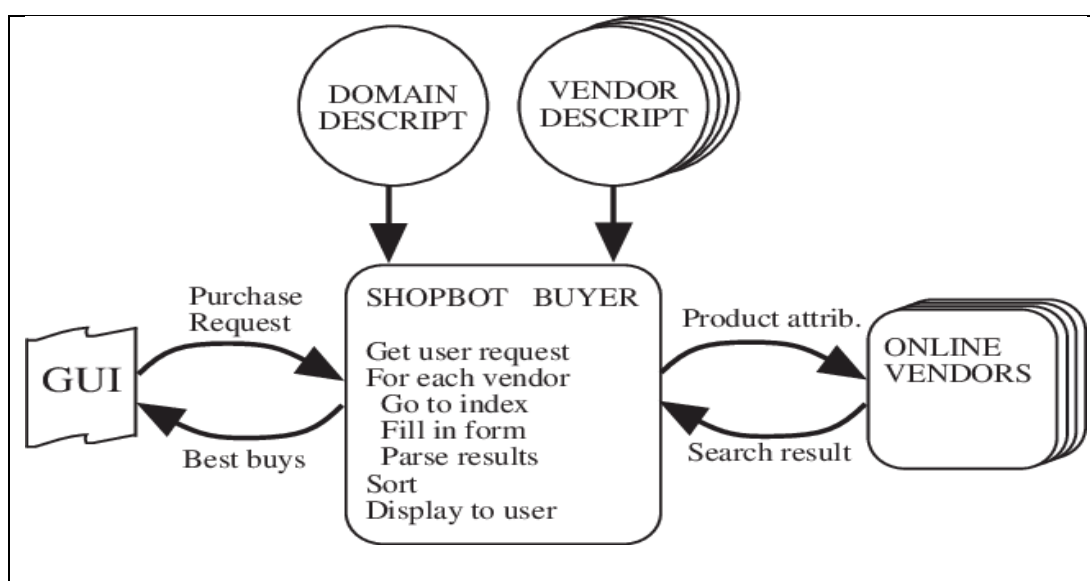 DOMAIN
DESCRIPT
VENDOR
DESCRIPT
Purchase
Request
GUI
Best buys
SHOPBOT BUYER
Get user request
For each vendor
Go to index
Fill in form
Parse results
Sort
Display to user
Product attrib.
Search result
ONLINE
VENDORS